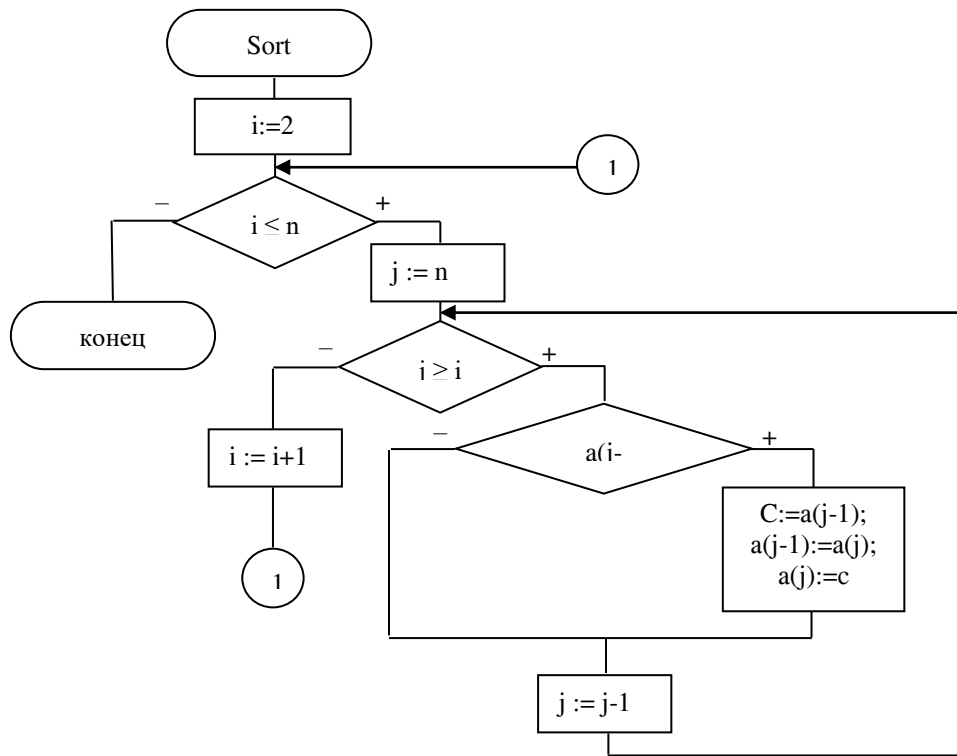 Sort
i:=2
1
– +
i ≤ n
j := n
конец
– +
j ≥ i
– +
i := i+1
a(j-
C:=a(j-1);
a(j-1):=a(j);
a(j):=c
1
j := j-1